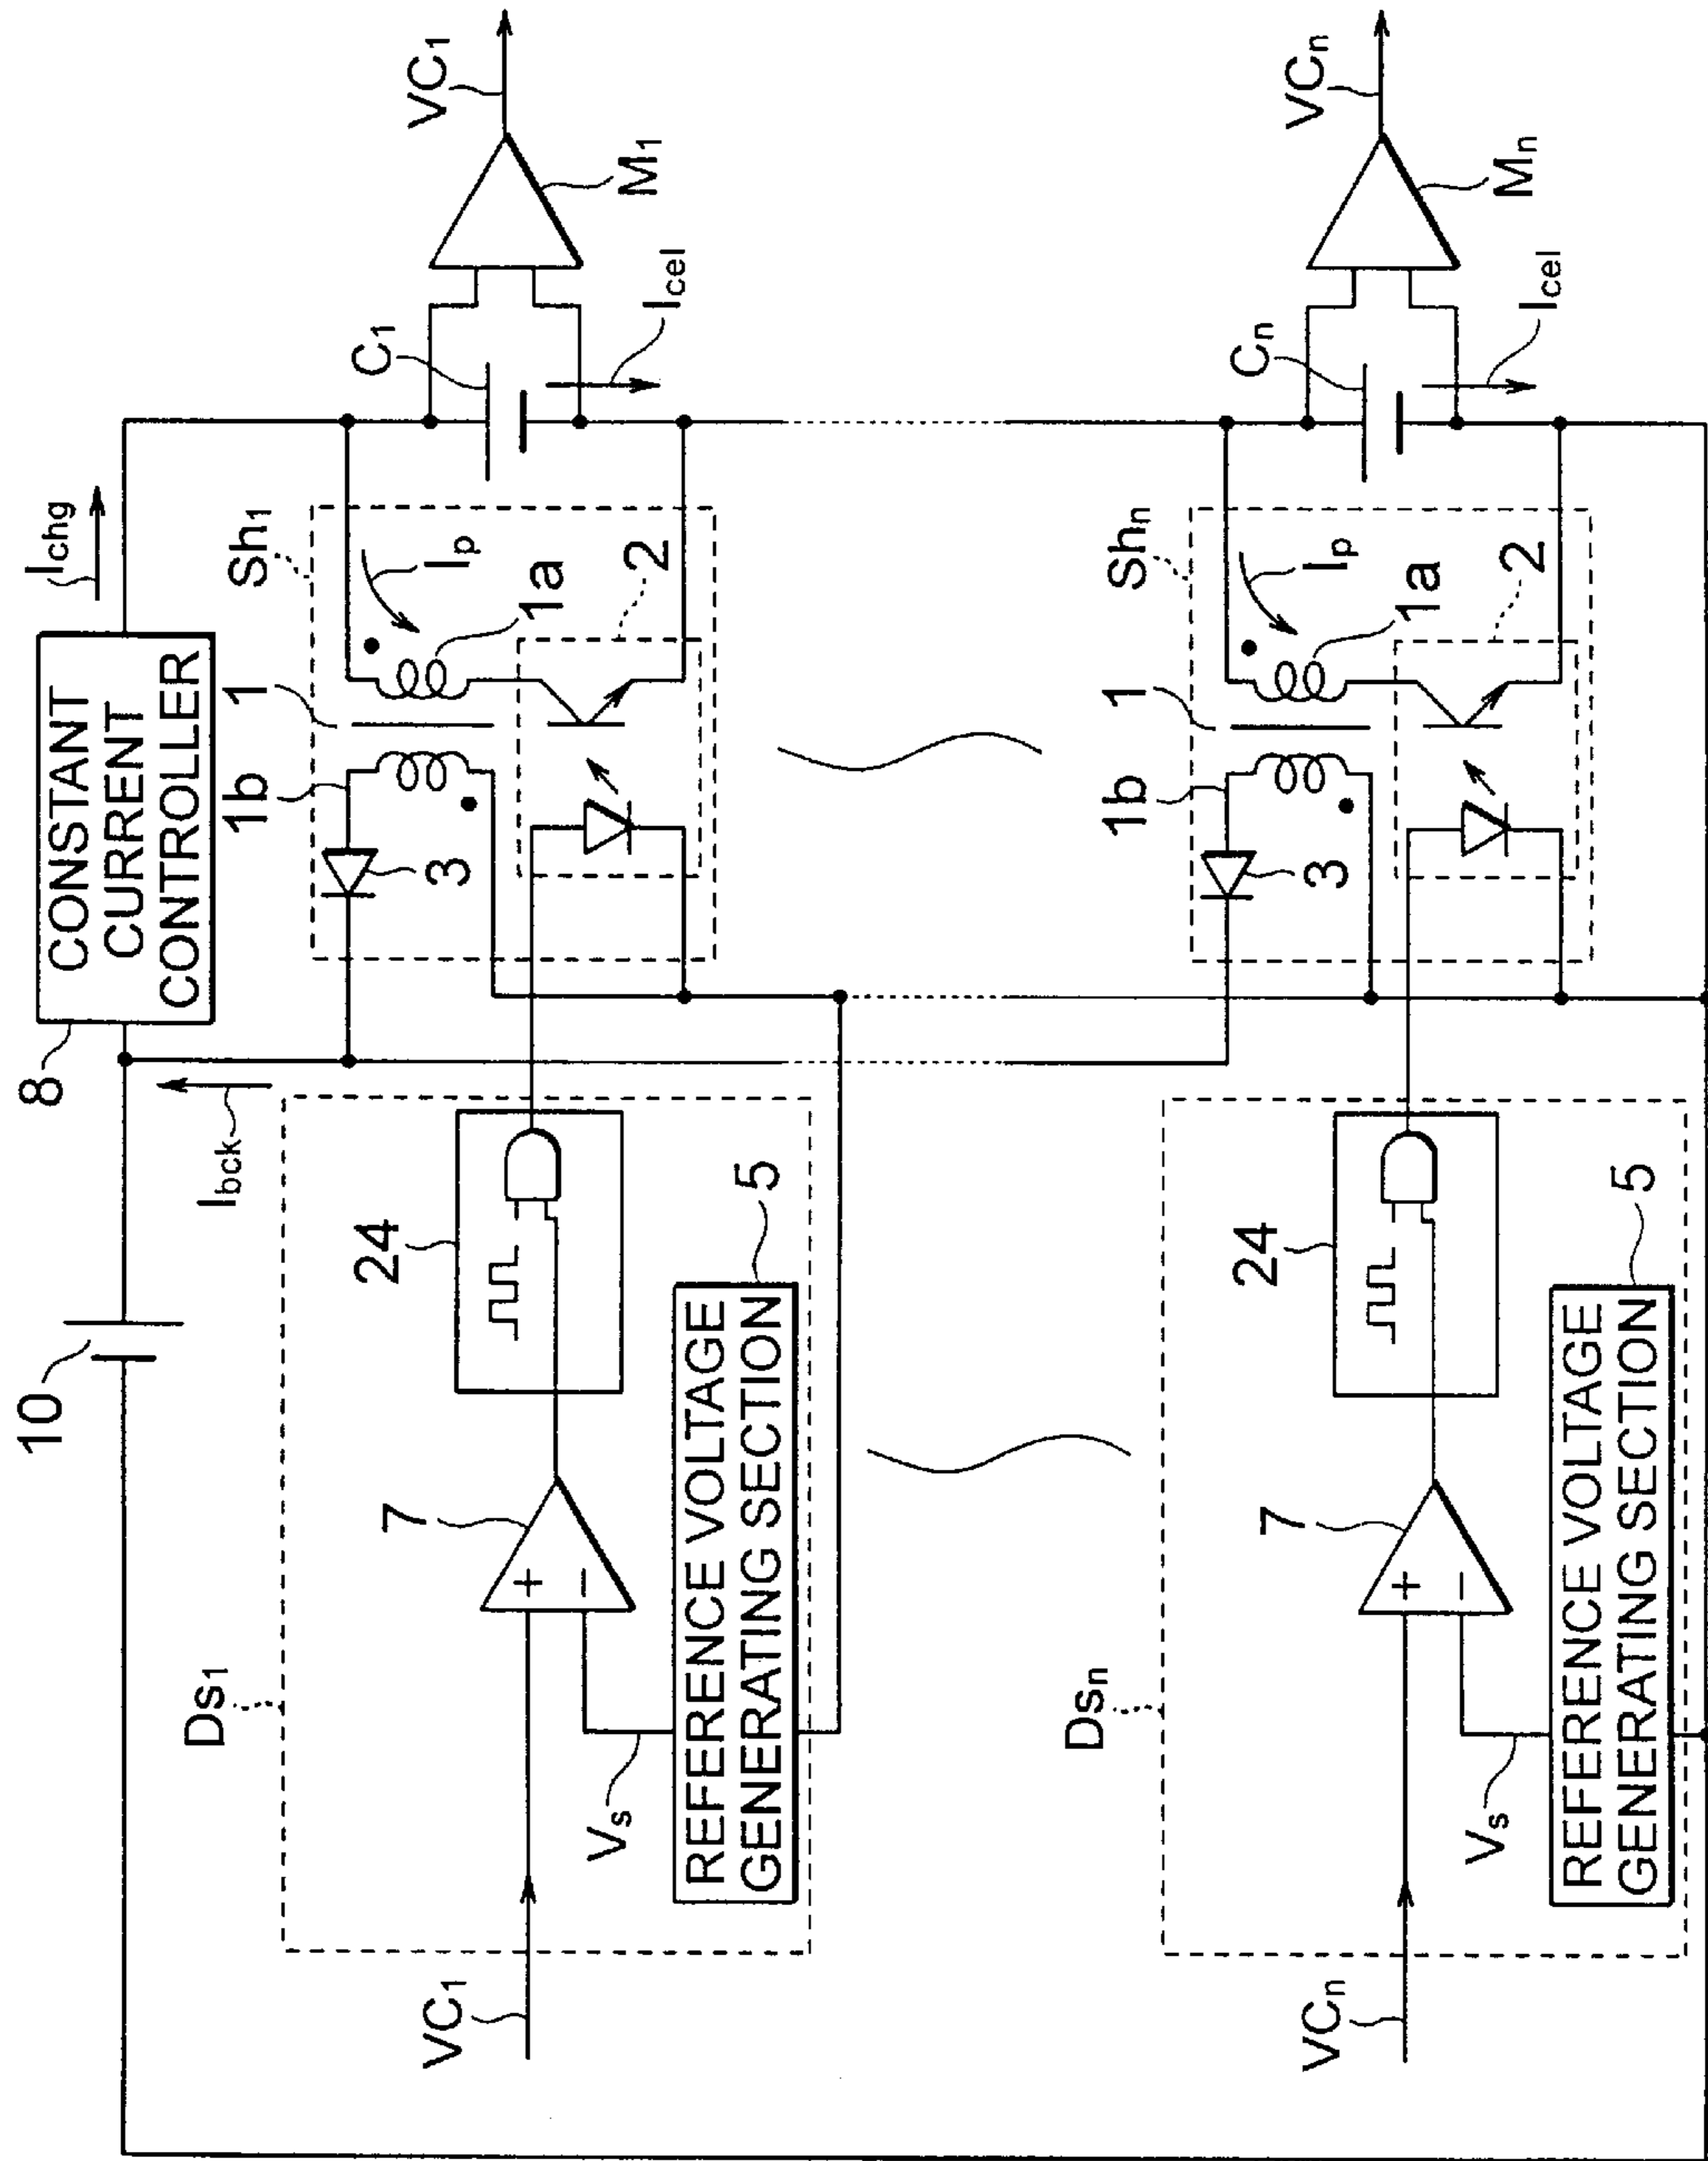 10
8
CONSTANT
CURRENT
CONTROLLER
Ichg
Ibck
Ds1
VC1
Vs
7
24
REFERENCE VOLTAGE
GENERATING SECTION
5
Sh1
1b
1
3
Ip
1a
2
C1
Icel
M1
VC1
Dsn
VCn
Vs
7
24
REFERENCE VOLTAGE
GENERATING SECTION
5
Shn
1b
1
3
Ip
1a
2
Cn
Icel
Mn
VCn
+
−
+
−